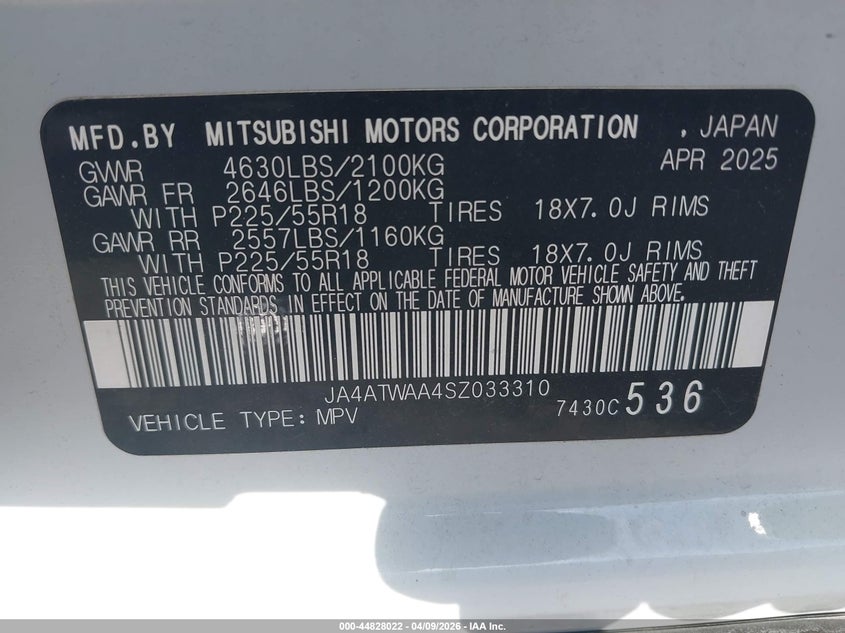 MFD.BY MITSUBISHI MOTORS CORPORATION . JAPAN
GVWR 4630LBS/2100KG APR 2025
GAWR FR 2646LBS/1200KG
WITH P225/55R18 TIRES 18X7.0J RIMS
GAWR RR 2557LBS/1160KG
WITH P225/55R18 TIRES 18X7.0J RIMS
THIS VEHICLE CONFORMS TO ALL APPLICABLE FEDERAL MOTOR VEHICLE SAFETY AND THEFT
PREVENTION STANDARDS IN EFFECT ON THE DATE OF MANUFACTURE SHOWN ABOVE.
JA4ATWAA4SZ033310
VEHICLE TYPE: MPV 7430C 536
000-44828022 - 04/09/2026 - IAA Inc.